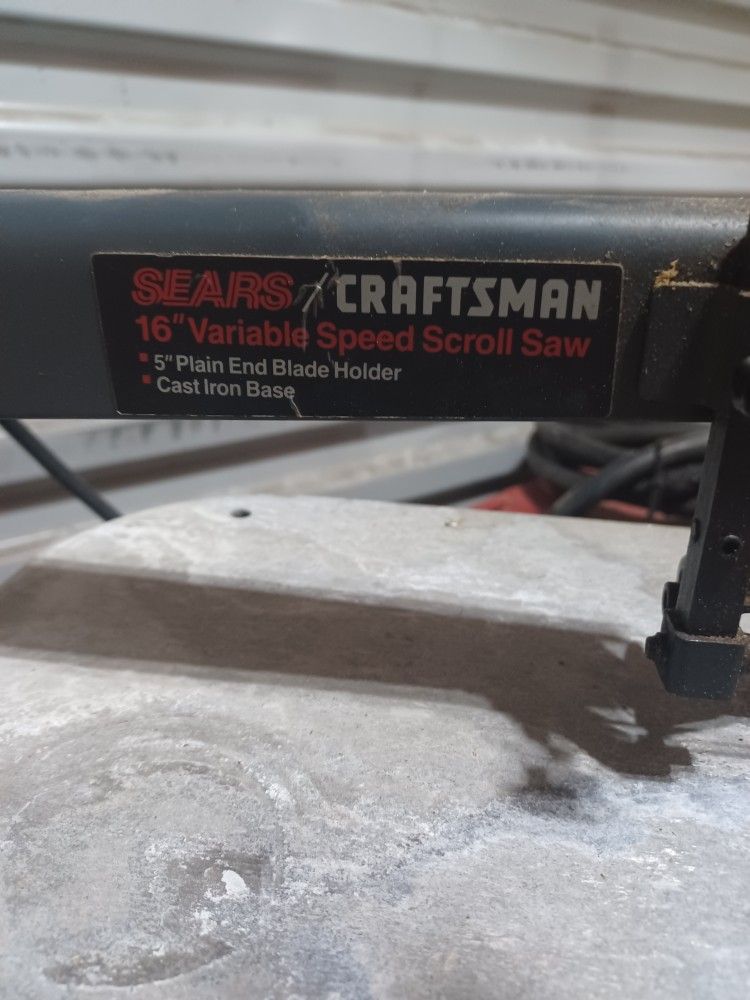 SEARS / CRAFTSMAN
16" Variable Speed Scroll Saw
▪ 5" Plain End Blade Holder
▪ Cast Iron Base